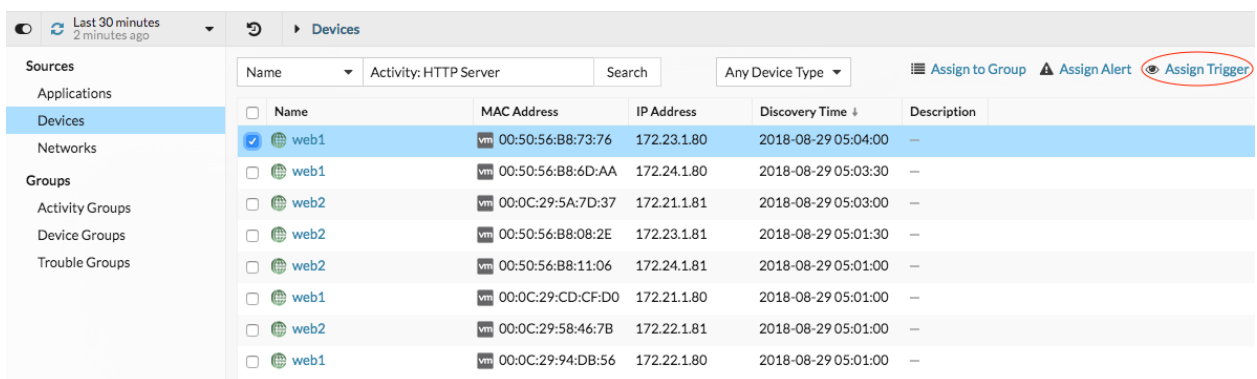 Last 30 minutes
2 minutes ago
Devices
Sources
Applications
Devices
Networks
Groups
Activity Groups
Device Groups
Trouble Groups
Name Activity: HTTP Server Search Any Device Type Assign to Group Assign Alert Assign Trigger
Name MAC Address IP Address Discovery Time ↓ Description
web1 vm 00:50:56:B8:73:76 172.23.1.80 2018-08-29 05:04:00 —
web1 vm 00:50:56:B8:6D:AA 172.24.1.80 2018-08-29 05:03:30 —
web2 vm 00:0C:29:5A:7D:37 172.21.1.81 2018-08-29 05:03:00 —
web2 vm 00:50:56:B8:08:2E 172.23.1.81 2018-08-29 05:01:30 —
web2 vm 00:50:56:B8:11:06 172.24.1.81 2018-08-29 05:01:00 —
web1 vm 00:0C:29:CD:CF:D0 172.21.1.80 2018-08-29 05:01:00 —
web2 vm 00:0C:29:58:46:7B 172.22.1.81 2018-08-29 05:01:00 —
web1 vm 00:0C:29:94:DB:56 172.22.1.80 2018-08-29 05:01:00 —